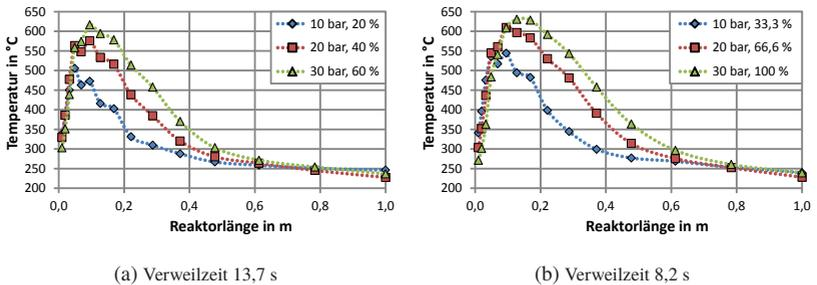 Temperatur in °C
650
600
550
500
450
400
350
300
250
200
0,0
0,2
0,4
0,6
0,8
1,0
Reaktorlänge in m
10 bar, 20 %
20 bar, 40 %
30 bar, 60 %
(a) Verweilzeit 13,7 s
Temperatur in °C
650
600
550
500
450
400
350
300
250
200
0,0
0,2
0,4
0,6
0,8
1,0
Reaktorlänge in m
10 bar, 33,3 %
20 bar, 66,6 %
30 bar, 100 %
(b) Verweilzeit 8,2 s